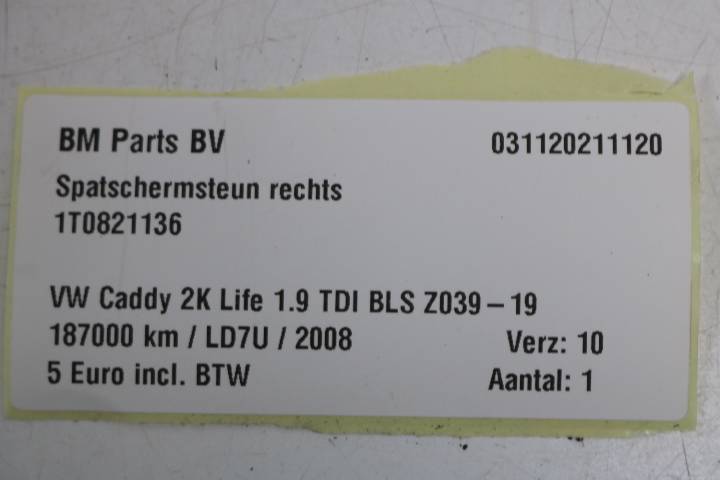 BM Parts BV 031120211120
Spatschermsteun rechts
1T0821136
VW Caddy 2K Life 1.9 TDI BLS Z039-19
187000 km / LD7U / 2008 Verz: 10
5 Euro incl. BTW Aantal: 1